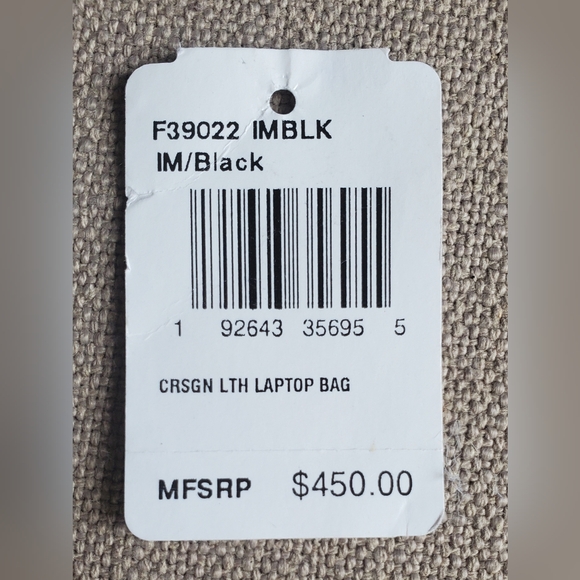 F39022 IMBLK
IM/Black
1 92643 35695 5
CRSGN LTH LAPTOP BAG
MFSRP $450.00